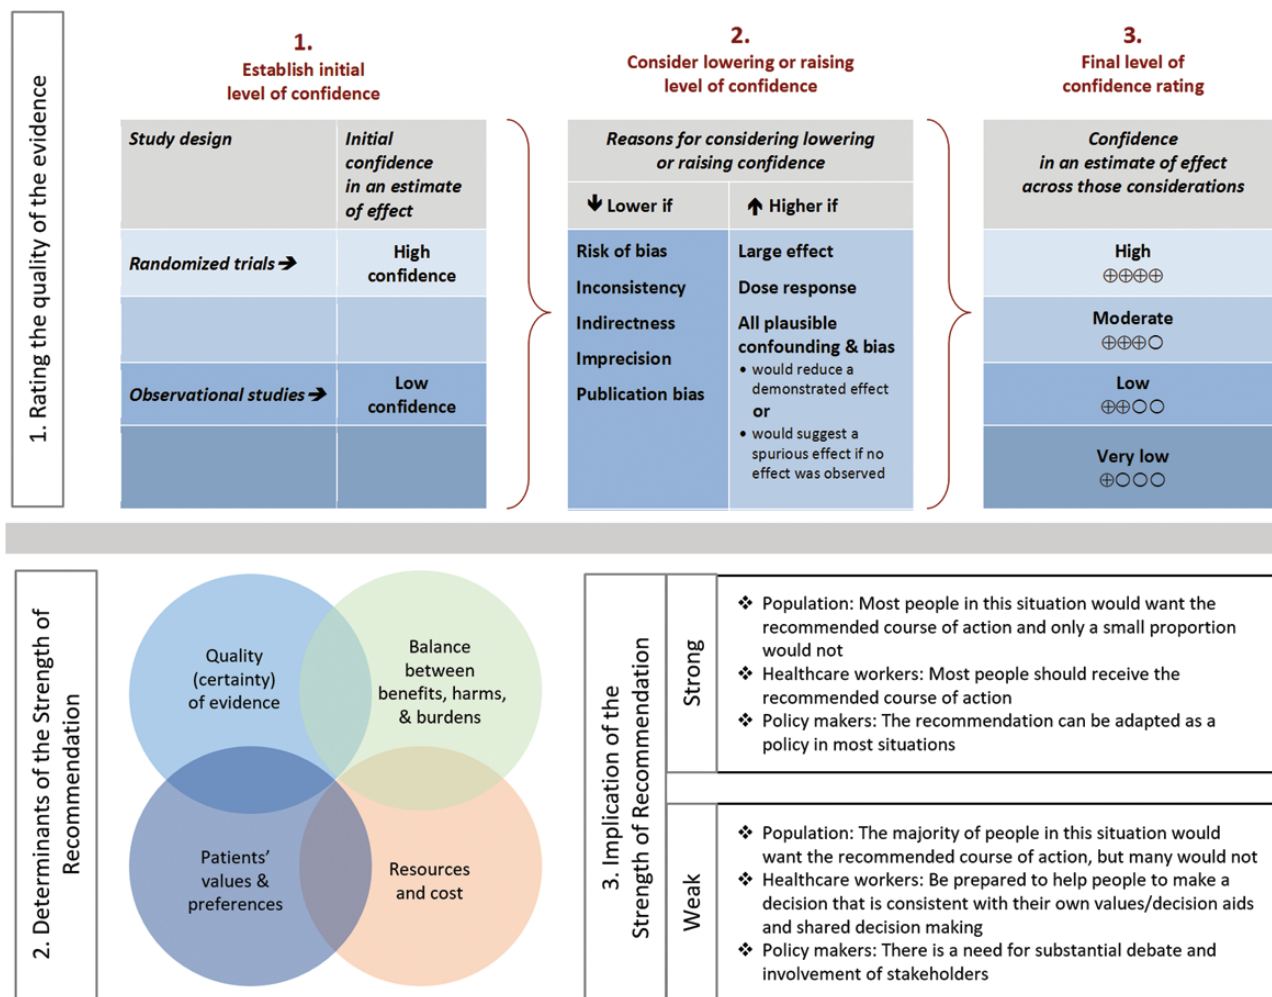 1. Rating the quality of the evidence
1.
Establish initial
level of confidence
Study design
Initial
confidence
in an estimate
of effect
Randomized trials ➔
High
confidence
Observational studies ➔
Low
confidence
2.
Consider lowering or raising
level of confidence
Reasons for considering lowering
or raising confidence
🡇 Lower if
🡅 Higher if
Risk of bias
Inconsistency
Indirectness
Imprecision
Publication bias
Large effect
Dose response
All plausible
confounding & bias
• would reduce a
demonstrated effect
or
• would suggest a
spurious effect if no
effect was observed
3.
Final level of
confidence rating
Confidence
in an estimate of effect
across those considerations
High
⊕⊕⊕⊕
Moderate
⊕⊕⊕○
Low
⊕⊕○○
Very low
⊕○○○
2. Determinants of the Strength of
Recommendation
Quality
(certainty)
of evidence
Balance
between
benefits, harms,
& burdens
Patients’
values &
preferences
Resources
and cost
3. Implication of the
Strength of Recommendation
Strong
❖ Population: Most people in this situation would want the
recommended course of action and only a small proportion
would not
❖ Healthcare workers: Most people should receive the
recommended course of action
❖ Policy makers: The recommendation can be adapted as a
policy in most situations
Weak
❖ Population: The majority of people in this situation would
want the recommended course of action, but many would not
❖ Healthcare workers: Be prepared to help people to make a
decision that is consistent with their own values/decision aids
and shared decision making
❖ Policy makers: There is a need for substantial debate and
involvement of stakeholders